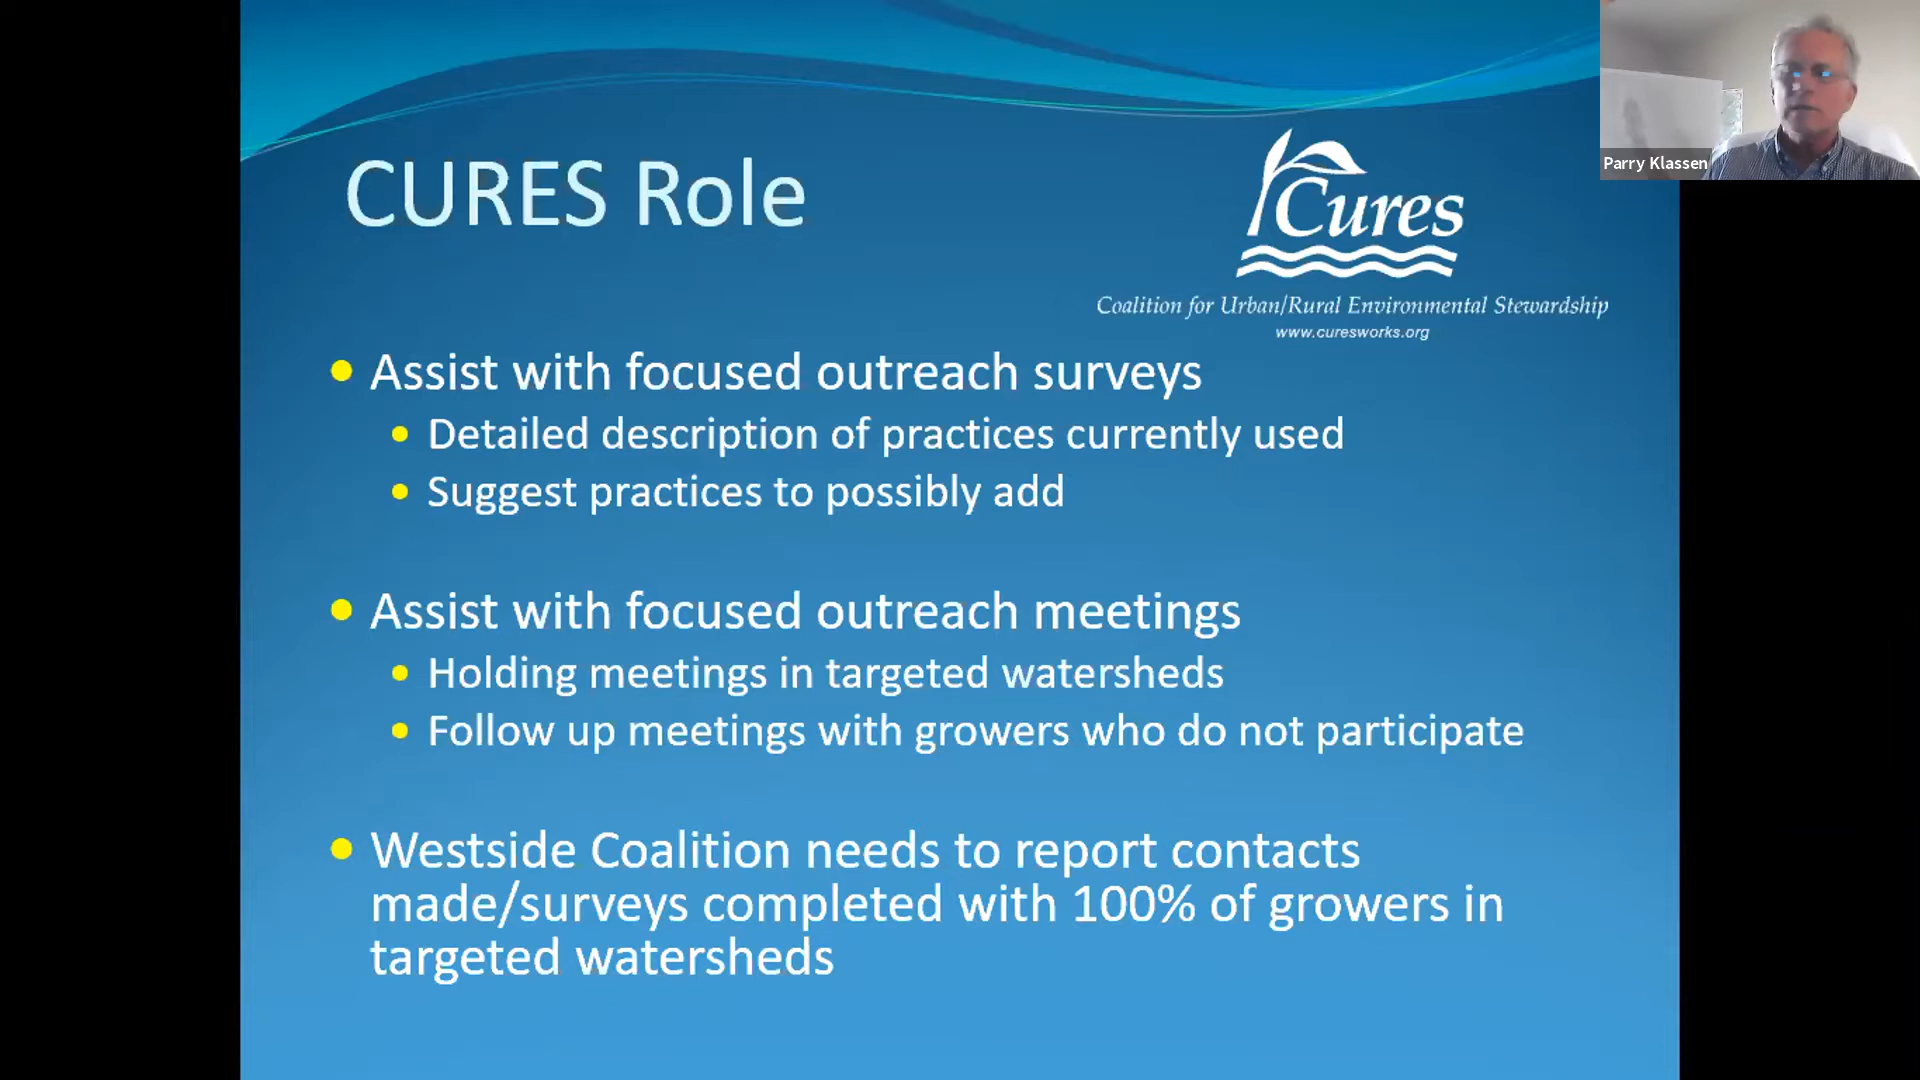 CURES Role
Cures
Coalition for Urban/Rural Environmental Stewardship
www.curesworks.org
Parry Klassen
Assist with focused outreach surveys
Detailed description of practices currently used
Suggest practices to possibly add
Assist with focused outreach meetings
Holding meetings in targeted watersheds
Follow up meetings with growers who do not participate
Westside Coalition needs to report contacts
made/surveys completed with 100% of growers in
targeted watersheds